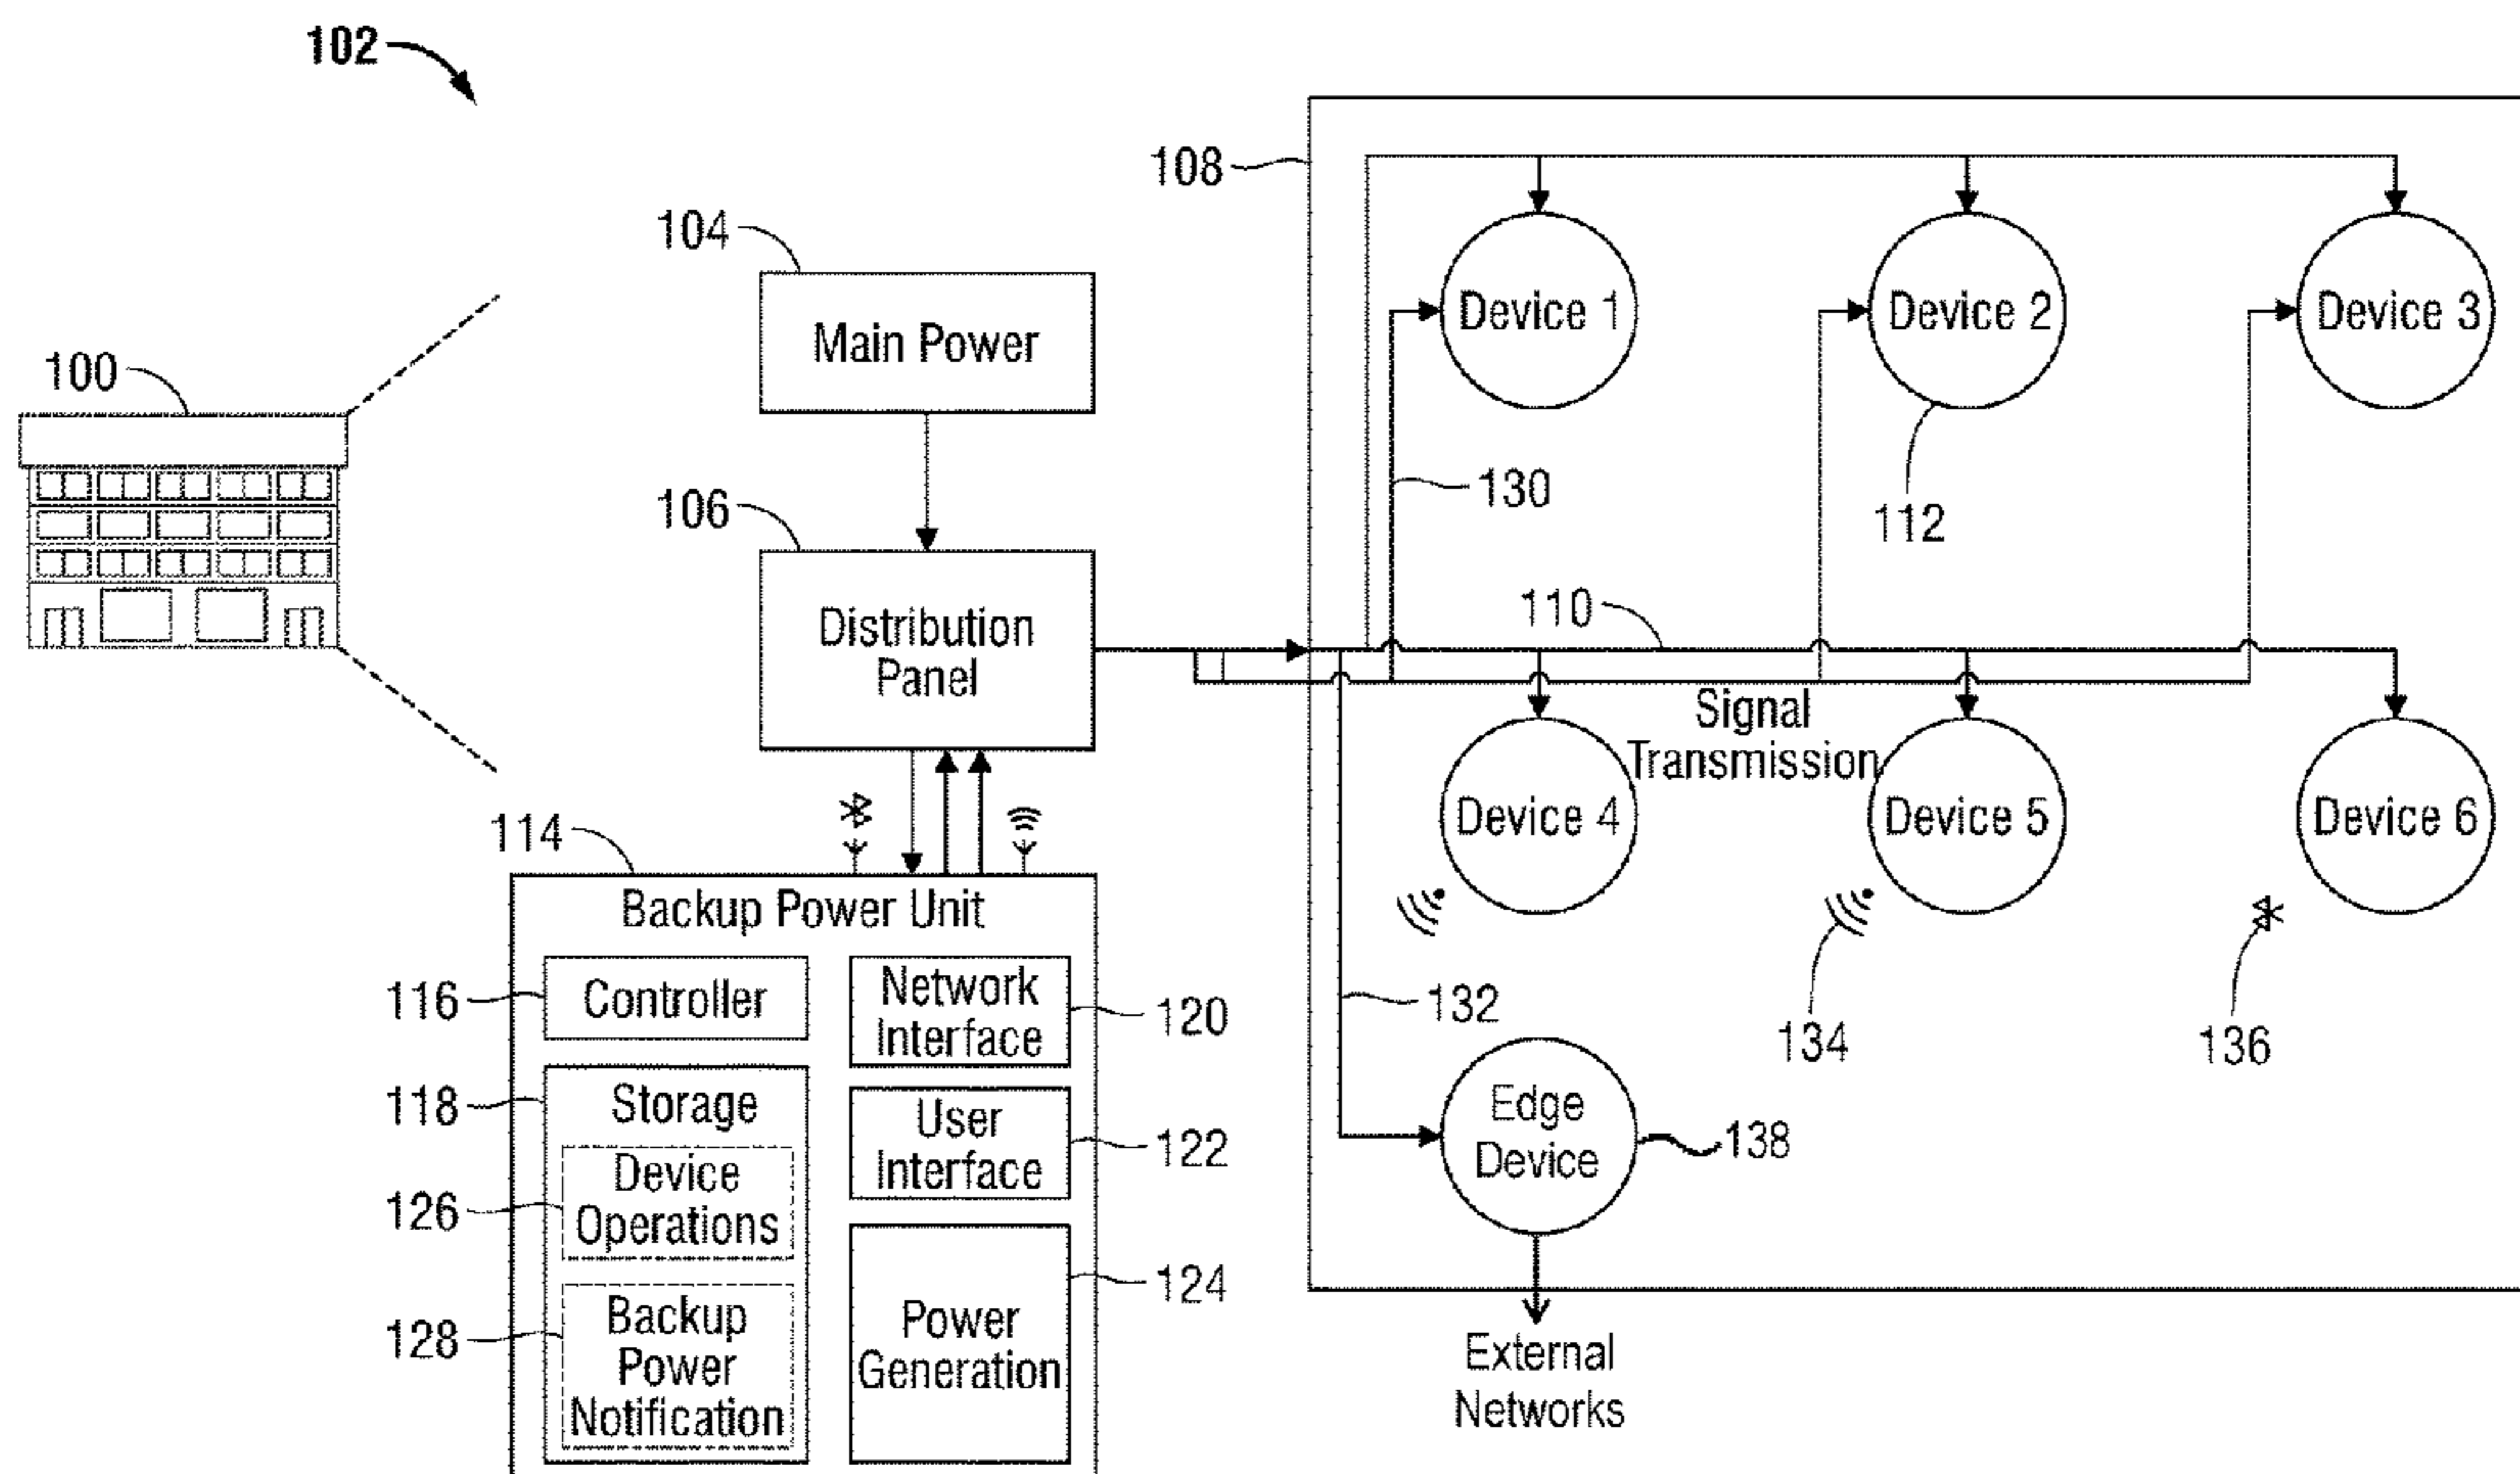 102
108
104
Main Power
Device 1
Device 2
Device 3
100
130
106
112
110
Distribution
Panel
Signal
Transmission
Device 4
Device 5
Device 6
114
Backup Power Unit
116
Controller
Network
Interface
120
132
134
136
118
Storage
User
Interface
122
Edge
Device
138
126
Device
Operations
124
128
Backup
Power
Notification
Power
Generation
External
Networks